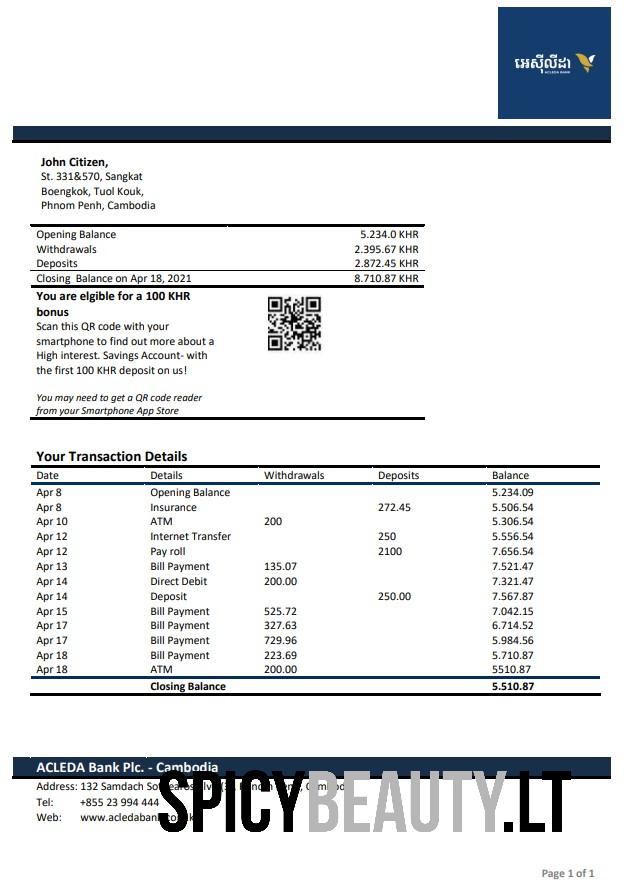 អេស៊ីលីដា
ACLEDA BANK
John Citizen,
St. 331&570, Sangkat
Boengkok, Tuol Kouk,
Phnom Penh, Cambodia
Opening Balance 5.234.0 KHR
Withdrawals 2.395.67 KHR
Deposits 2.872.45 KHR
Closing Balance on Apr 18, 2021 8.710.87 KHR
You are elgible for a 100 KHR
bonus
Scan this QR code with your
smartphone to find out more about a
High interest. Savings Account- with
the first 100 KHR deposit on us!
You may need to get a QR code reader
from your Smartphone App Store
Your Transaction Details
Date Details Withdrawals Deposits Balance
Apr 8 Opening Balance 5.234.09
Apr 8 Insurance 272.45 5.506.54
Apr 10 ATM 200 5.306.54
Apr 12 Internet Transfer 250 5.556.54
Apr 12 Pay roll 2100 7.656.54
Apr 13 Bill Payment 135.07 7.521.47
Apr 14 Direct Debit 200.00 7.321.47
Apr 14 Deposit 250.00 7.567.87
Apr 15 Bill Payment 525.72 7.042.15
Apr 17 Bill Payment 327.63 6.714.52
Apr 17 Bill Payment 729.96 5.984.56
Apr 18 Bill Payment 223.69 5.710.87
Apr 18 ATM 200.00 5510.87
Closing Balance 5.510.87
ACLEDA Bank Plc. - Cambodia
Address: 132 Samdach
Tel: +855 23 994 444
Web:
SPICYBEAUTY.LT
Page 1 of 1